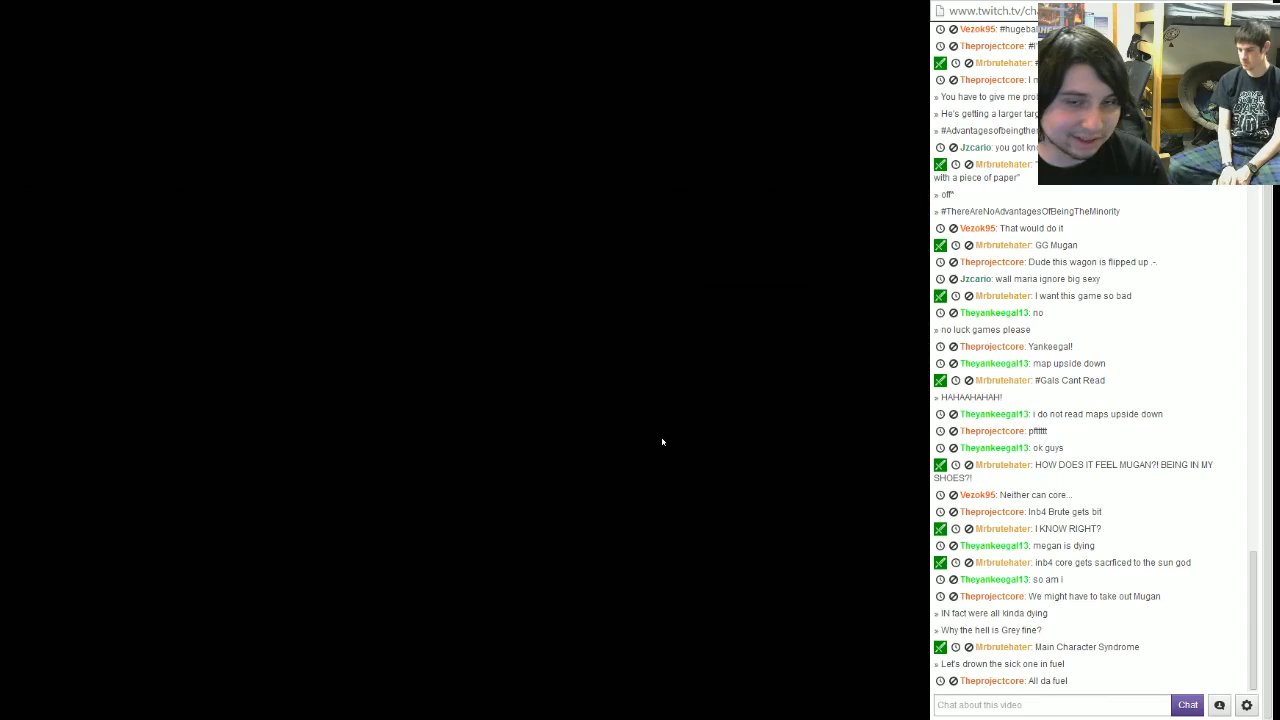 www.twitch.tv/ch
Vezok95: #hugeba
Theprojectcore: #I
Mrbrutehater: #
Theprojectcore: I
» You have to give me pro
» He's getting a larger targ
» #Advantagesofbeingthe
Jzcario: you got kn
Mrbrutehater: "
with a piece of paper"
» off*
» #ThereAreNoAdvantagesOfBeingTheMinority
Vezok95: That would do it
Mrbrutehater: GG Mugan
Theprojectcore: Dude this wagon is flipped up :-.
Jzcario: wall maria ignore big sexy
Mrbrutehater: I want this game so bad
Theyankeegal13: no
» no luck games please
Theprojectcore: Yankeegal!
Theyankeegal13: map upside down
Mrbrutehater: #Gals Cant Read
» HAHAAHAHAH!
Theyankeegal13: i do not read maps upside down
Theprojectcore: pfttttt
Theyankeegal13: ok guys
Mrbrutehater: HOW DOES IT FEEL MUGAN?! BEING IN MY
SHOES?!
Vezok95: Neither can core...
Theprojectcore: Inb4 Brute gets bit
Mrbrutehater: I KNOW RIGHT?
Theyankeegal13: megan is dying
Mrbrutehater: inb4 core gets sacrficed to the sun god
Theyankeegal13: so am i
Theprojectcore: We might have to take out Mugan
» IN fact were all kinda dying
» Why the hell is Grey fine?
Mrbrutehater: Main Character Syndrome
» Let's drown the sick one in fuel
Theprojectcore: All da fuel
Chat about this video
Chat